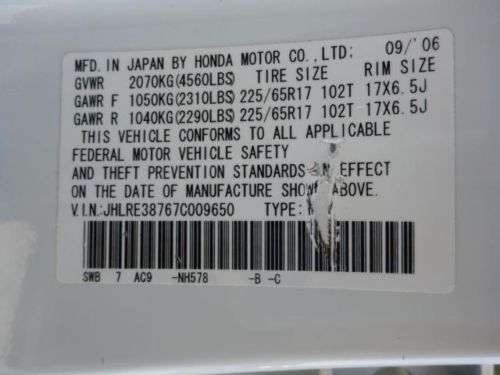 MFD. IN JAPAN BY HONDA MOTOR CO., LTD; 09/'06
GVWR 2070KG(4560LBS) TIRE SIZE RIM SIZE
GAWR F 1050KG(2310LBS) 225/65R17 102T 17X6.5J
GAWR R 1040KG(2290LBS) 225/65R17 102T 17X6.5J
THIS VEHICLE CONFORMS TO ALL APPLICABLE
FEDERAL MOTOR VEHICLE SAFETY
AND THEFT PREVENTION STANDARDS IN EFFECT
ON THE DATE OF MANUFACTURE SHOWN ABOVE.
V.I.N:JHLRE38767C009650 TYPE:
SWB 7 AC9 -NH578 -B -C